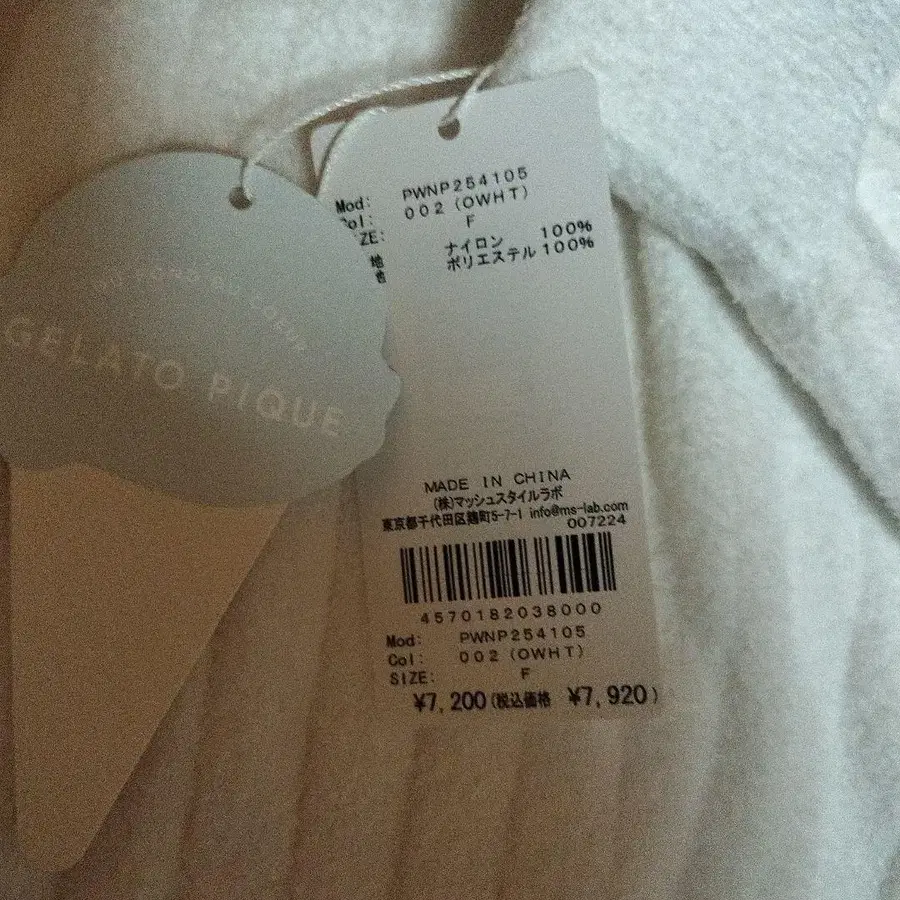 GELATO PIQUE
Mod: PWNP254105
Col: 002 (OWHT)
ZE: F
地 ナイロン 100%
ポリエステル 100%
MADE IN CHINA
(株)マッシュスタイルラボ
東京都千代田区麹町5-7-1 info@ms-lab.com
007224
4570182038000
Mod: PWNP254105
Col: 002 (OWHT)
SIZE: F
¥7,200(税込価格 ¥7,920)